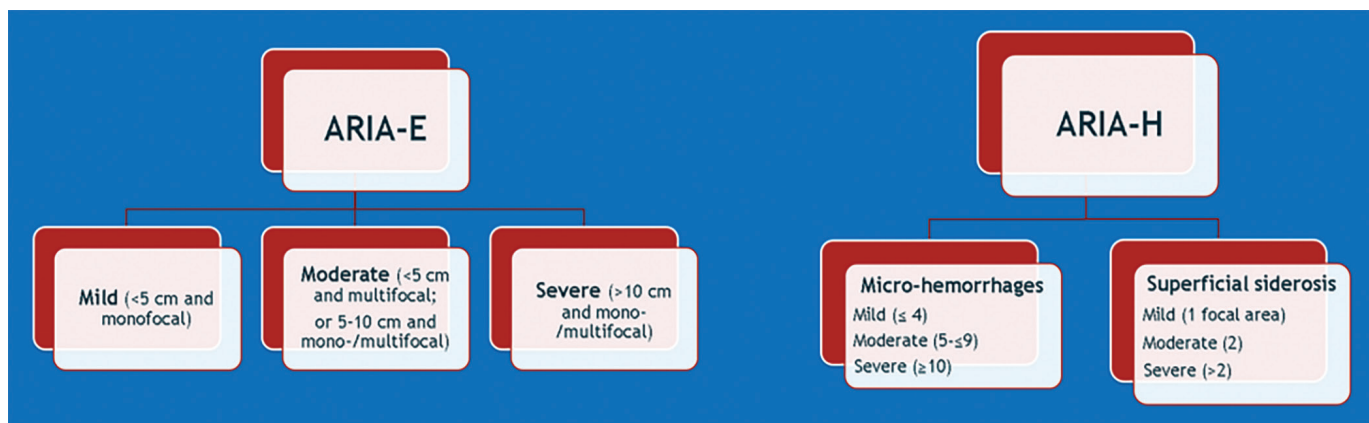 ARIA-E
Mild (<5 cm and
monofocal)
Moderate (<5 cm
and multifocal;
or 5-10 cm and
mono-/multifocal)
Severe (>10 cm
and mono-
/multifocal)
ARIA-H
Micro-hemorrhages
Mild (≤ 4)
Moderate (5-≤9)
Severe (≥10)
Superficial siderosis
Mild (1 focal area)
Moderate (2)
Severe (>2)